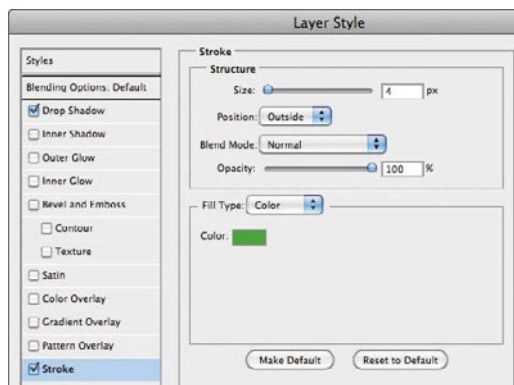 Layer Style
Styles
Blending Options: Default
Drop Shadow
Inner Shadow
Outer Glow
Inner Glow
Bevel and Emboss
Contour
Texture
Satin
Color Overlay
Gradient Overlay
Pattern Overlay
Stroke
Stroke
Structure
Size: 4 px
Position: Outside
Blend Mode: Normal
Opacity: 100 %
Fill Type: Color
Color:
Make Default Reset to Default